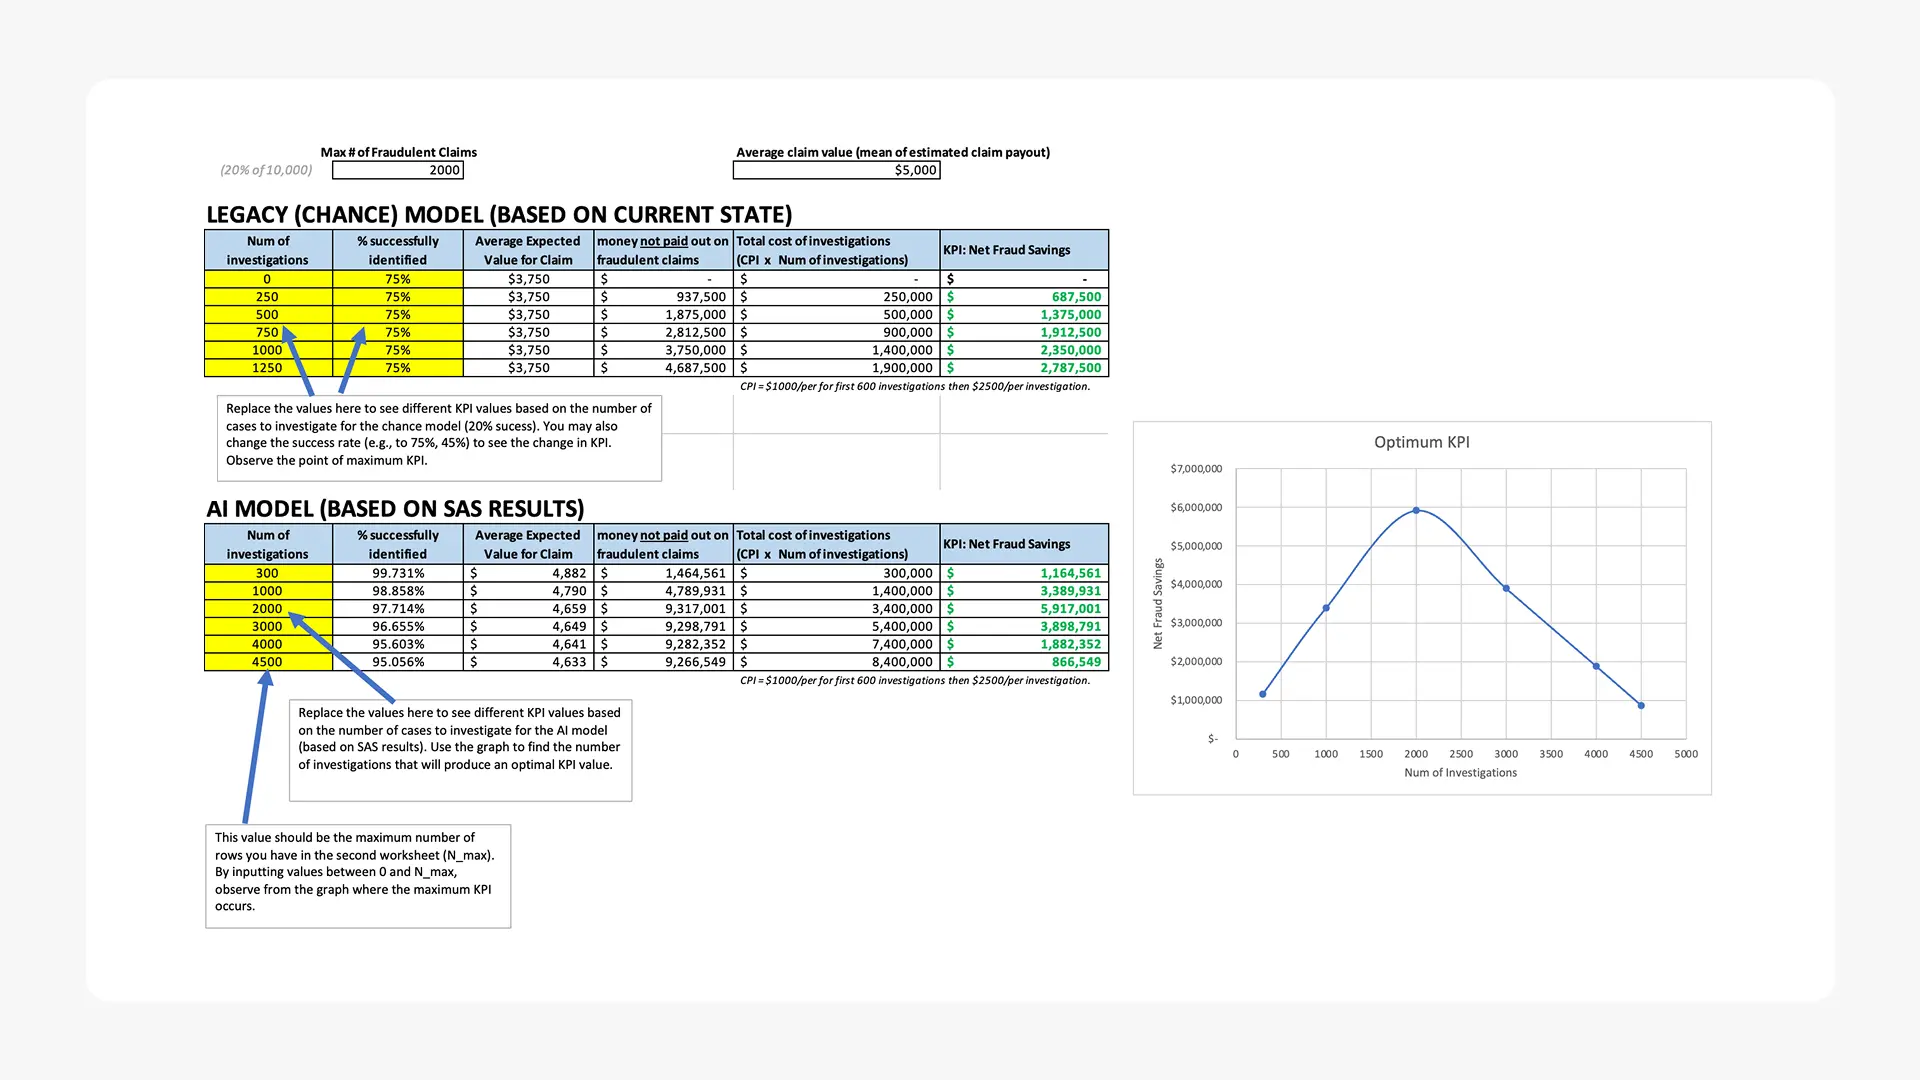 Max # of Fraudulent Claims
Average claim value (mean of estimated claim payout)
(20% of 10,000)
2000
$5,000
LEGACY (CHANCE) MODEL (BASED ON CURRENT STATE)
Num of investigations % successfully identified Average Expected Value for Claim money not paid out on fraudulent claims Total cost of investigations (CPI x Num of investigations) KPI: Net Fraud Savings
0 75% $3,750 $ - $ - $ -
250 75% $3,750 $ 937,500 $ 250,000 $ 687,500
500 75% $3,750 $ 1,875,000 $ 500,000 $ 1,375,000
750 75% $3,750 $ 2,812,500 $ 900,000 $ 1,912,500
1000 75% $3,750 $ 3,750,000 $ 1,400,000 $ 2,350,000
1250 75% $3,750 $ 4,687,500 $ 1,900,000 $ 2,787,500
CPI = $1000/per for first 600 investigations then $2500/per investigation.
Replace the values here to see different KPI values based on the number of
cases to investigate for the chance model (20% sucess). You may also
change the success rate (e.g., to 75%, 45%) to see the change in KPI.
Observe the point of maximum KPI.
AI MODEL (BASED ON SAS RESULTS)
Num of investigations % successfully identified Average Expected Value for Claim money not paid out on fraudulent claims Total cost of investigations (CPI x Num of investigations) KPI: Net Fraud Savings
300 99.731% $ 4,882 $ 1,464,561 $ 300,000 $ 1,164,561
1000 98.858% $ 4,790 $ 4,789,931 $ 1,400,000 $ 3,389,931
2000 97.714% $ 4,659 $ 9,317,001 $ 3,400,000 $ 5,917,001
3000 96.655% $ 4,649 $ 9,298,791 $ 5,400,000 $ 3,898,791
4000 95.603% $ 4,641 $ 9,282,352 $ 7,400,000 $ 1,882,352
4500 95.056% $ 4,633 $ 9,266,549 $ 8,400,000 $ 866,549
CPI = $1000/per for first 600 investigations then $2500/per investigation.
Replace the values here to see different KPI values based
on the number of cases to investigate for the AI model
(based on SAS results). Use the graph to find the number
of investigations that will produce an optimal KPI value.
This value should be the maximum number of
rows you have in the second worksheet (N_max).
By inputting values between 0 and N_max,
observe from the graph where the maximum KPI
occurs.
Optimum KPI
Net Fraud Savings
$7,000,000
$6,000,000
$5,000,000
$4,000,000
$3,000,000
$2,000,000
$1,000,000
$-
0 500 1000 1500 2000 2500 3000 3500 4000 4500 5000
Num of Investigations